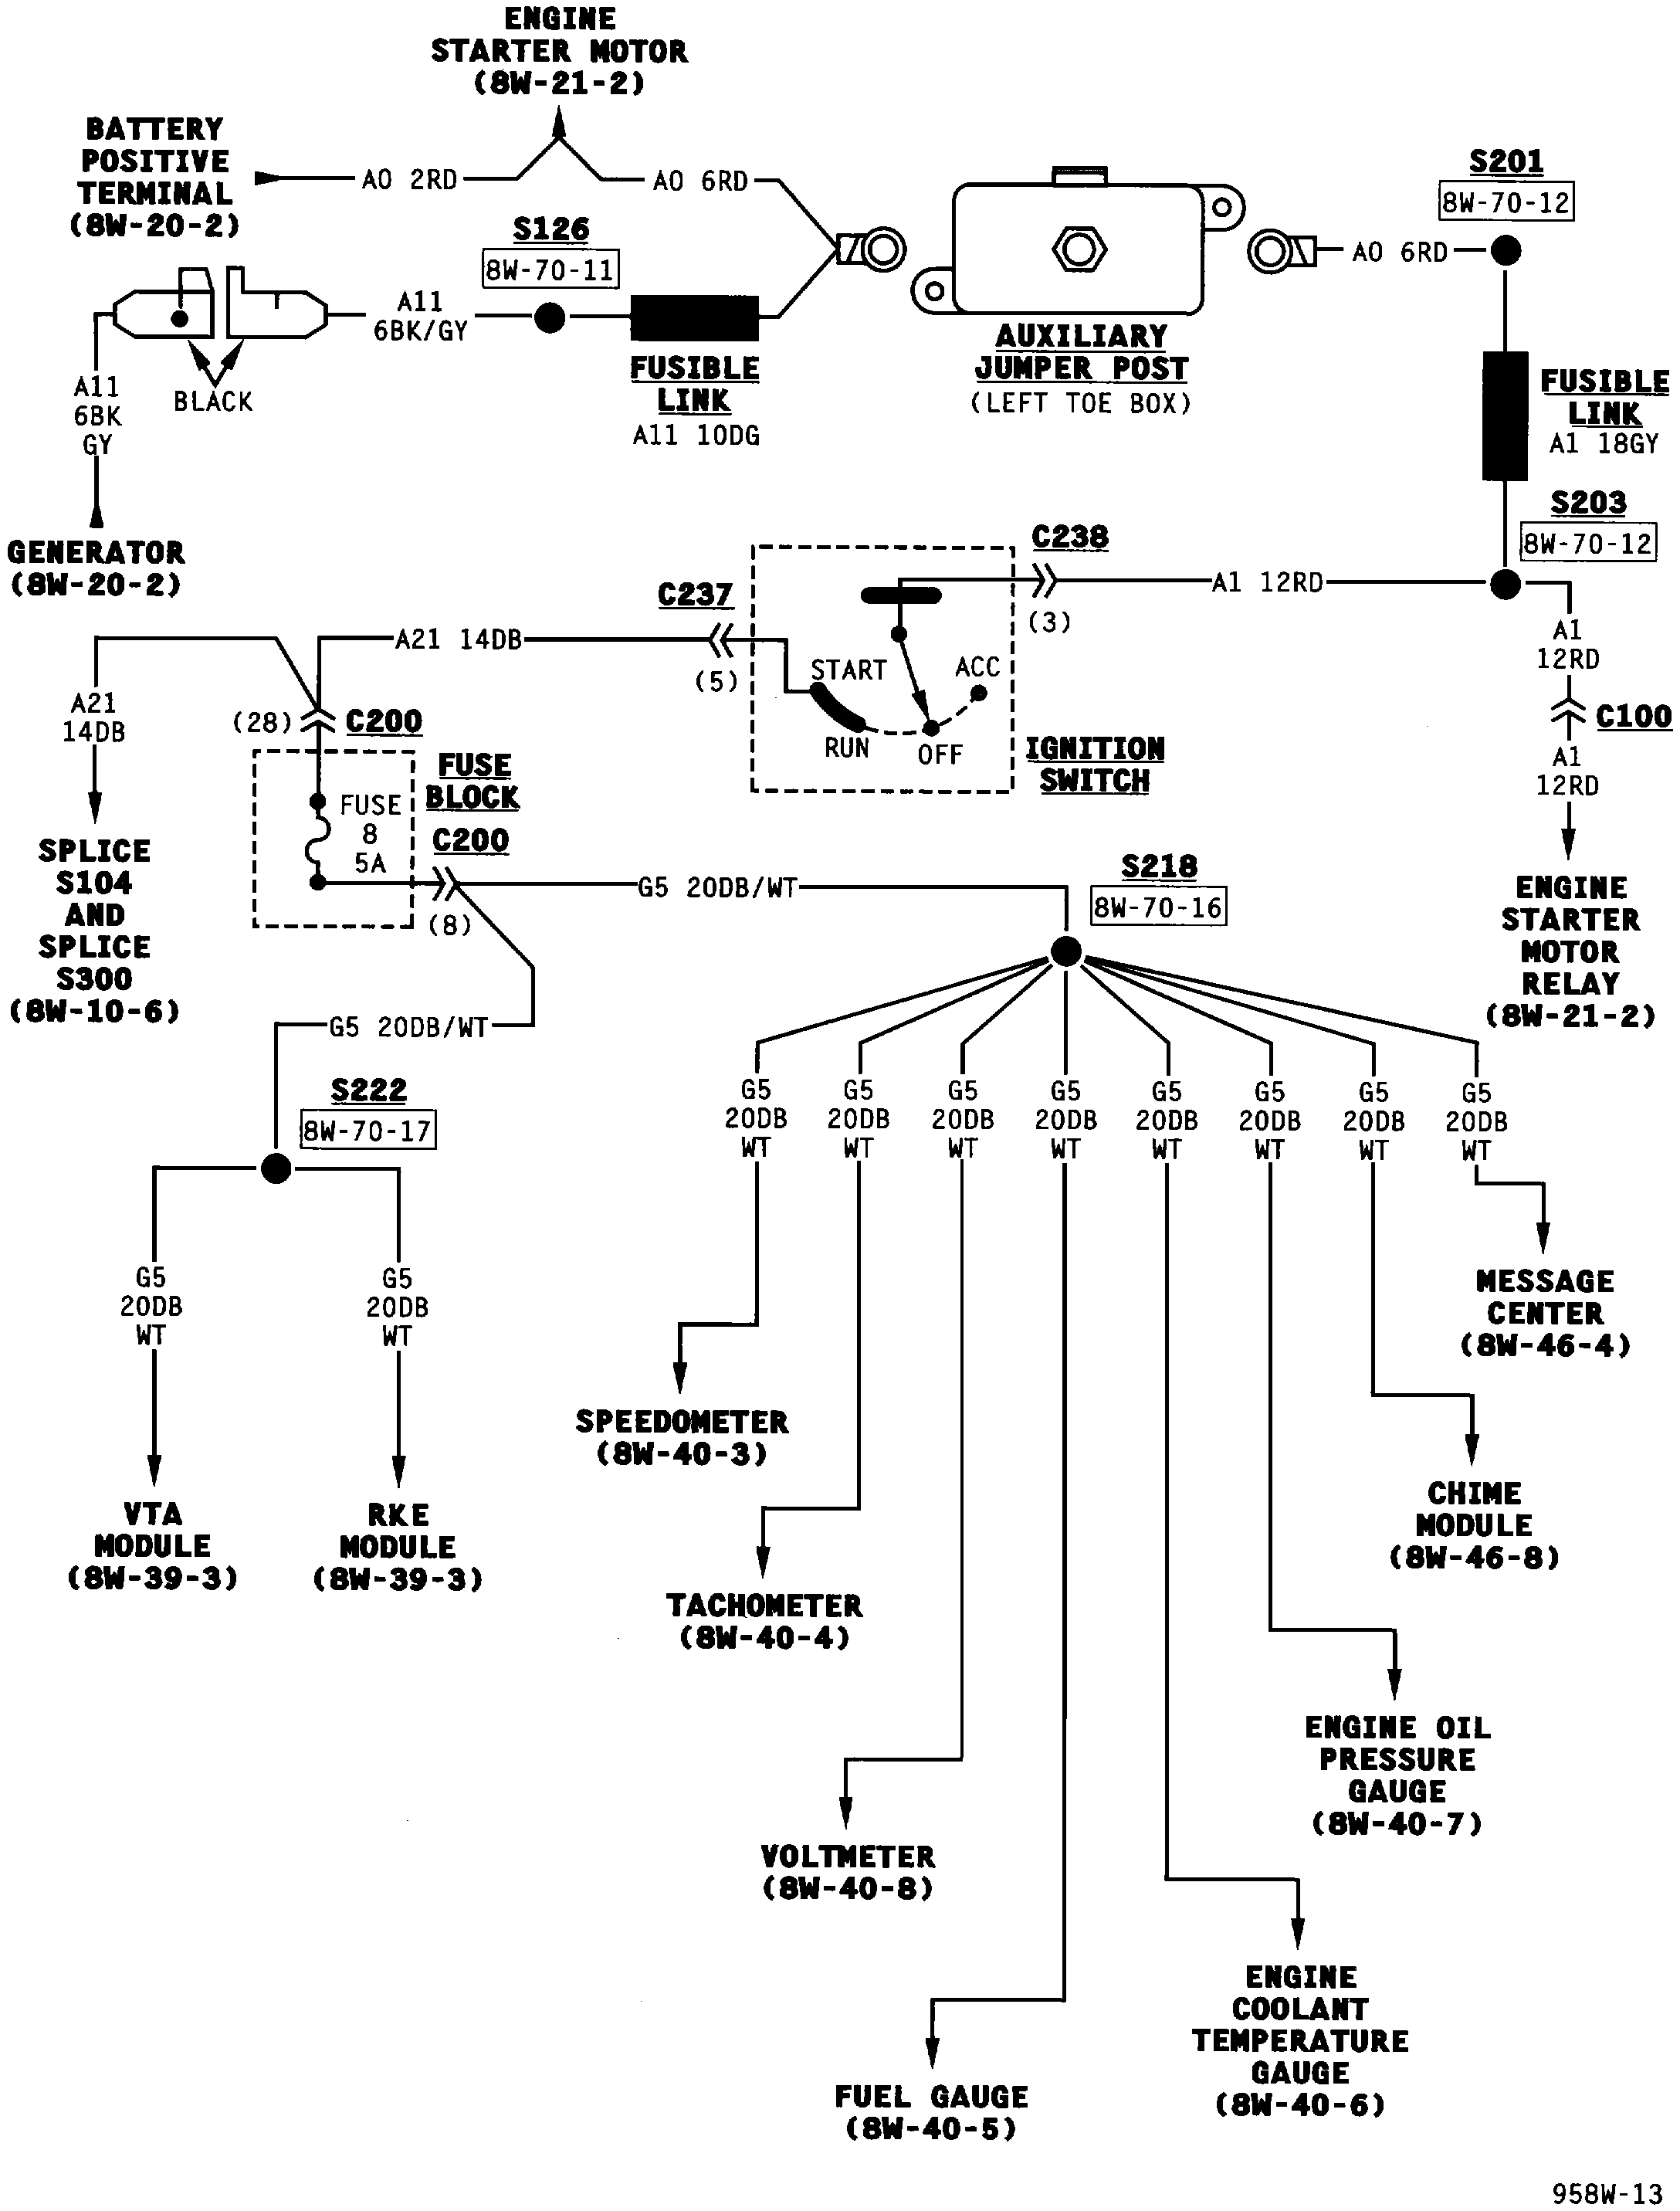 ENGINE
STARTER MOTOR
(8W-21-2)
BATTERY
POSITIVE
TERMINAL
(8W-20-2)
A0 2RD
A0 6RD
S126
8W-70-11
S201
8W-70-12
A0 6RD
A11
6BK/GY
BLACK
A11
6BK
GY
FUSIBLE
LINK
A11 10DG
AUXILIARY
JUMPER POST
(LEFT TOE BOX)
FUSIBLE
LINK
A1 18GY
GENERATOR
(8W-20-2)
S203
8W-70-12
C238
(3)
A1 12RD
C237
(5)
A21 14DB
START
ACC
RUN
OFF
IGNITION
SWITCH
A1
12RD
C100
A1
12RD
ENGINE
STARTER
MOTOR
RELAY
(8W-21-2)
A21
14DB
(28)
C200
FUSE
BLOCK
FUSE
8
5A
C200
(8)
SPLICE
S104
AND
SPLICE
S300
(8W-10-6)
G5 20DB/WT
S218
8W-70-16
G5 20DB/WT
S222
8W-70-17
G5
20DB
WT
G5
20DB
WT
G5
20DB
WT
G5
20DB
WT
G5
20DB
WT
G5
20DB
WT
G5
20DB
WT
G5
20DB
WT
G5
20DB
WT
G5
20DB
WT
MESSAGE
CENTER
(8W-46-4)
SPEEDOMETER
(8W-40-3)
CHIME
MODULE
(8W-46-8)
VTA
MODULE
(8W-39-3)
RKE
MODULE
(8W-39-3)
TACHOMETER
(8W-40-4)
ENGINE OIL
PRESSURE
GAUGE
(8W-40-7)
VOLTMETER
(8W-40-8)
ENGINE
COOLANT
TEMPERATURE
GAUGE
(8W-40-6)
FUEL GAUGE
(8W-40-5)
958W-13